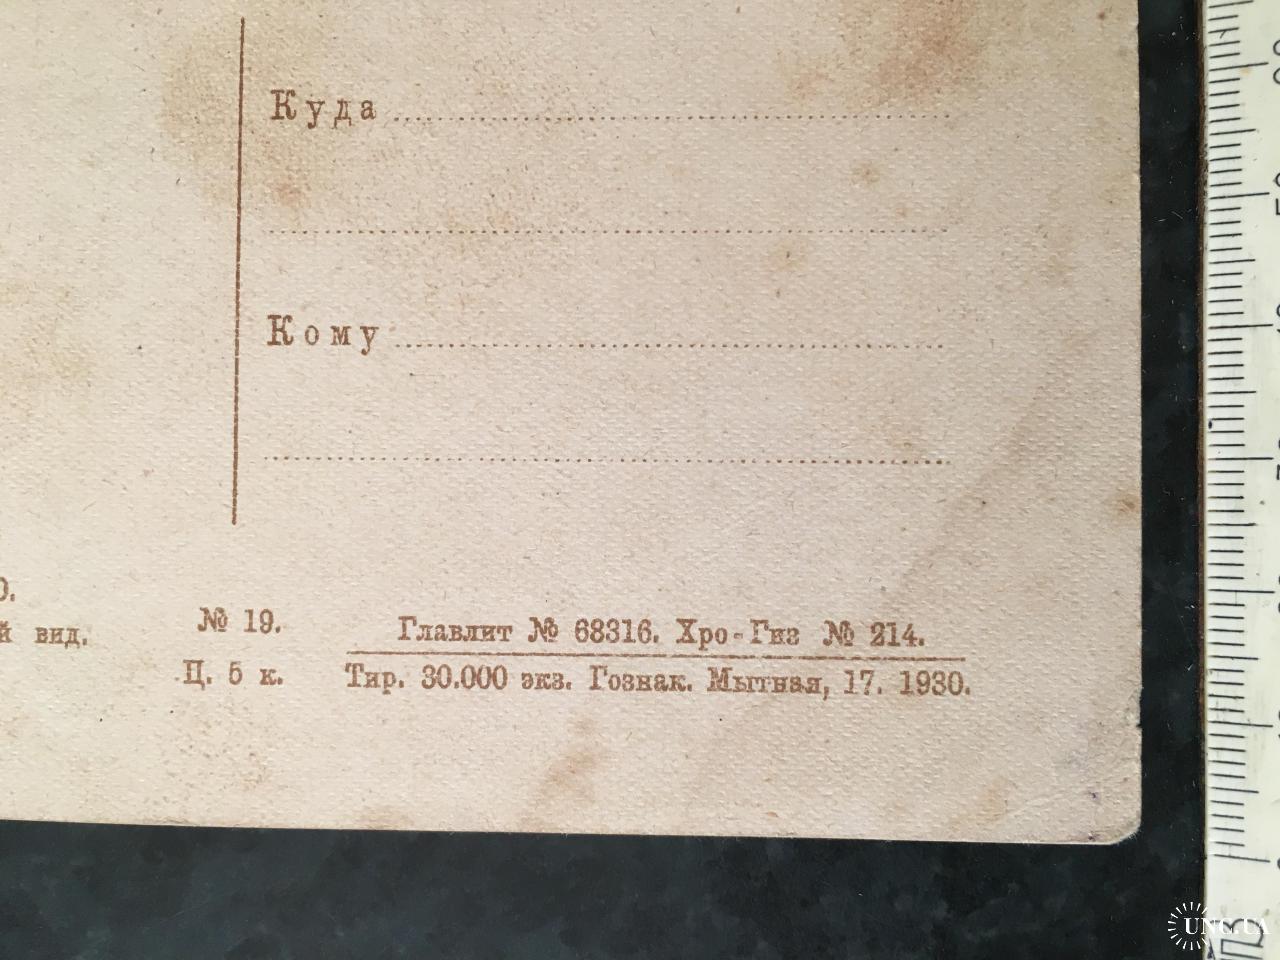 Куда
Кому
й вид.
№ 19.
Ц. 5 к.
Главлит № 68316. Хро-Гиз № 214.
Тир. 30.000 экз. Гознак. Мытная, 17. 1930.
UNC.UA